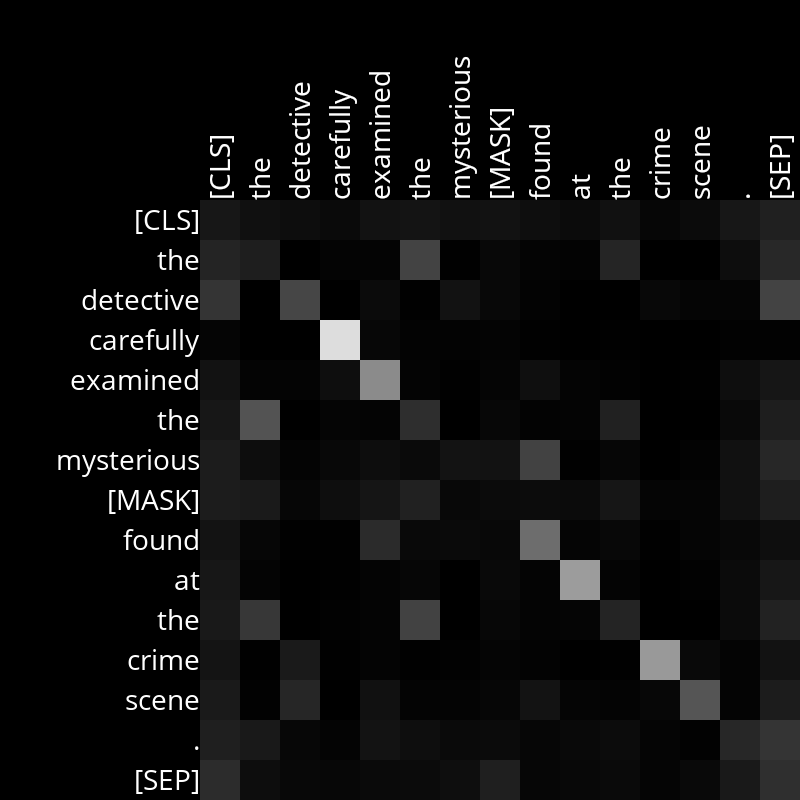 [CLS]
the
detective
carefully
examined
the
mysterious
[MASK]
found
at
the
crime
scene
.
[SEP]
[CLS]
the
detective
carefully
examined
the
mysterious
[MASK]
found
at
the
crime
scene
.
[SEP]